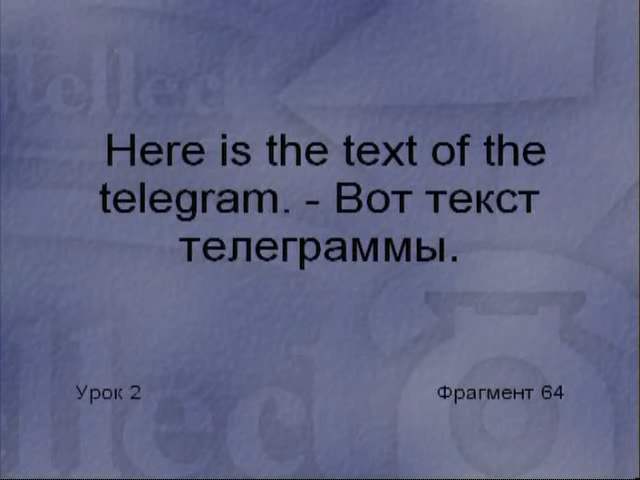 Here is the text of the
telegram. - Вот текст
телеграммы.
Урок 2
Фрагмент 64